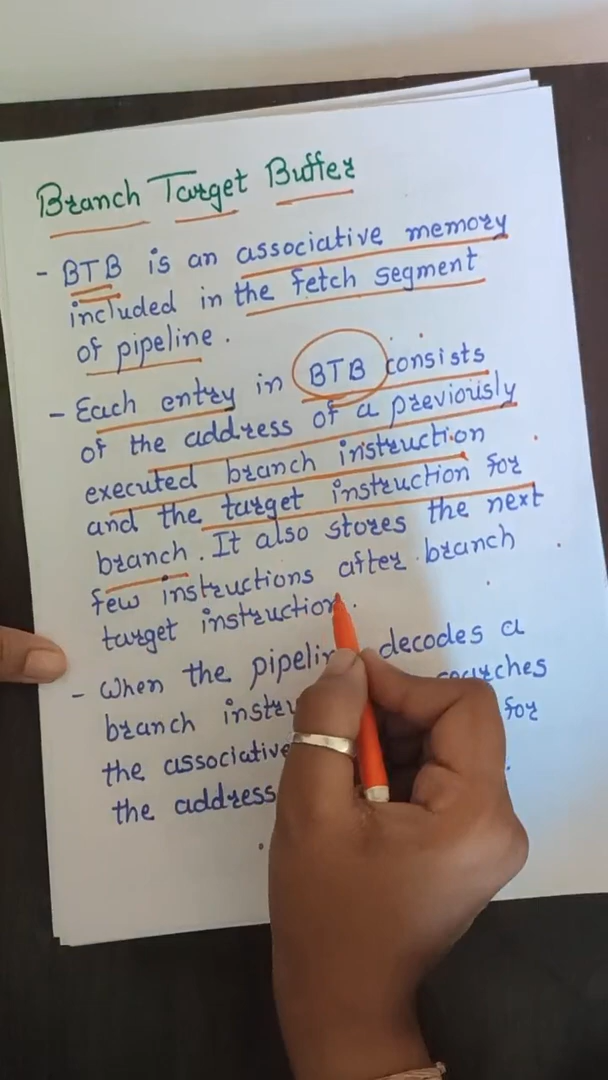 Branch Target Buffer
- BTB is an associative memory
included in the fetch segment
of pipeline.
- Each entry in BTB consists
of the address of a previously
executed branch instruction
and the target instruction for
branch. It also stores the next
few instructions after branch
target instruction.
- When the pipeline decodes a
branch
for
the associative
the address